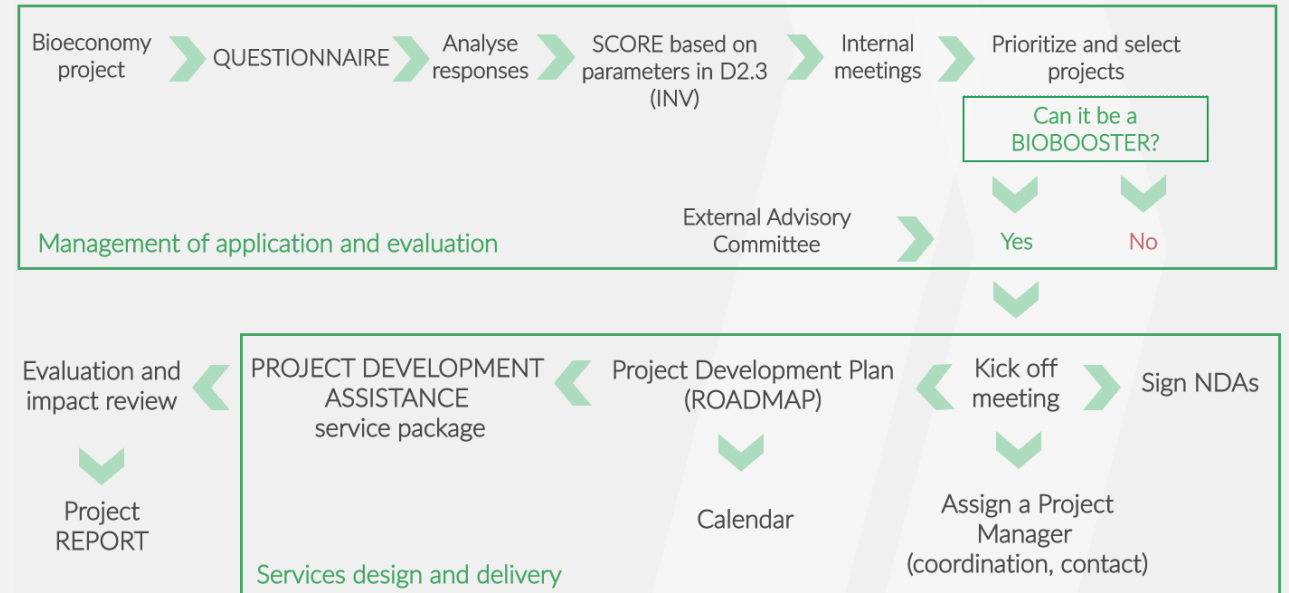 Bioeconomy
project
QUESTIONNAIRE
Analyse
responses
SCORE based on
parameters in D2.3
(INV)
Internal
meetings
Prioritize and select
projects
Can it be a
BIOBOOSTER?
External Advisory
Committee
Yes
No
Management of application and evaluation
Evaluation and
impact review
PROJECT DEVELOPMENT
ASSISTANCE
service package
Project Development Plan
(ROADMAP)
Kick off
meeting
Sign NDAs
Project
REPORT
Calendar
Assign a Project
Manager
(coordination, contact)
Services design and delivery